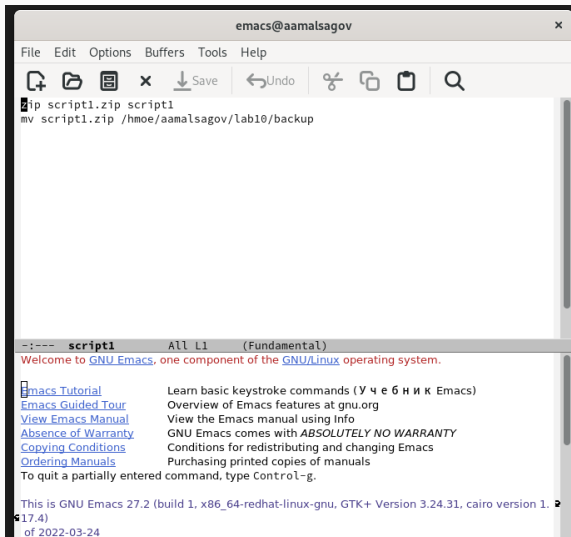 emacs@aamalsagov ×
File Edit Options Buffers Tools Help
Save Undo
zip script1.zip script1
mv script1.zip /hmoe/aamalsagov/lab10/backup
-:--- script1 All L1 (Fundamental)
Welcome to GNU Emacs, one component of the GNU/Linux operating system.
Emacs Tutorial Learn basic keystroke commands (Учебник Emacs)
Emacs Guided Tour Overview of Emacs features at gnu.org
View Emacs Manual View the Emacs manual using Info
Absence of Warranty GNU Emacs comes with ABSOLUTELY NO WARRANTY
Copying Conditions Conditions for redistributing and changing Emacs
Ordering Manuals Purchasing printed copies of manuals
To quit a partially entered command, type Control-g.
This is GNU Emacs 27.2 (build 1, x86_64-redhat-linux-gnu, GTK+ Version 3.24.31, cairo version 1.
17.4)
of 2022-03-24